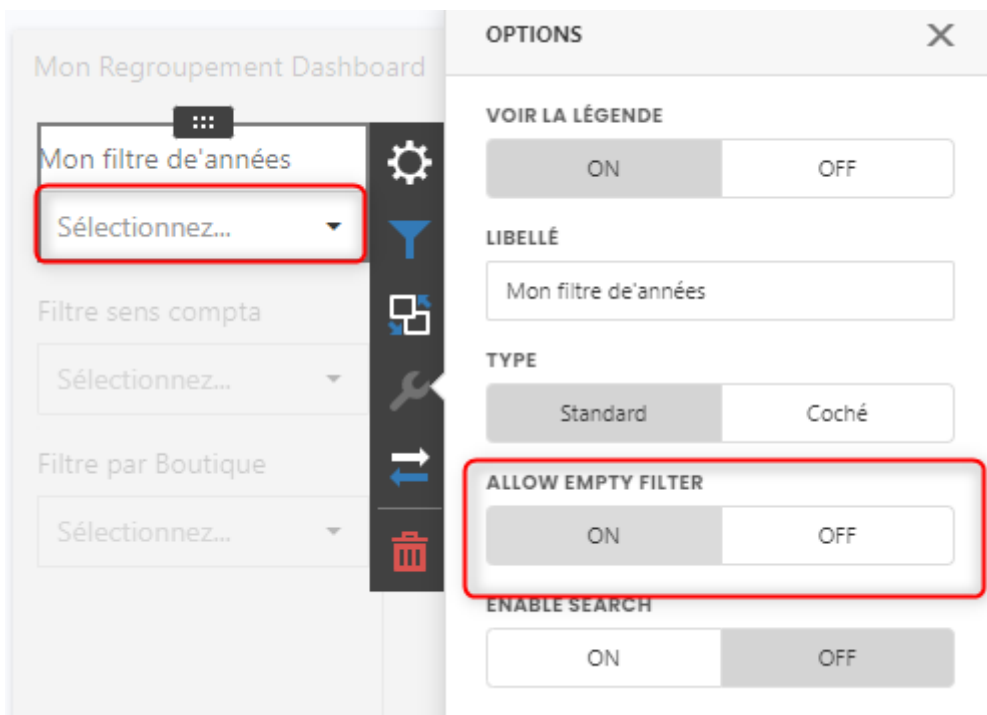 Mon Regroupement Dashboard
Mon filtre de'années
Sélectionnez...
Filtre sens compta
Sélectionnez...
Filtre par Boutique
Sélectionnez...
OPTIONS
VOIR LA LÉGENDE
ON OFF
LIBELLÉ
Mon filtre de'années
TYPE
Standard Coché
ALLOW EMPTY FILTER
ON OFF
ENABLE SEARCH
ON OFF